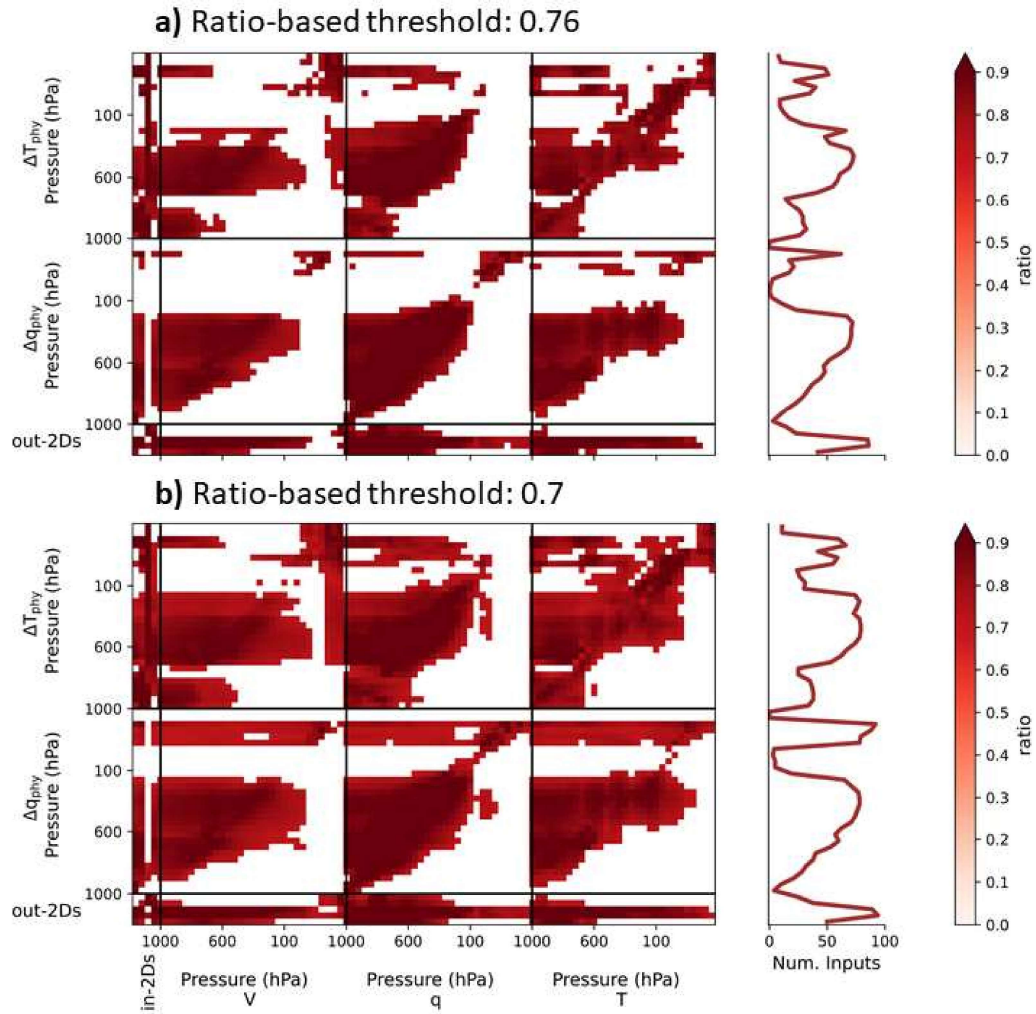 a) Ratio-based threshold: 0.76
ΔTphy
Pressure (hPa)
100
600
1000
Δqphy
Pressure (hPa)
100
600
1000
out-2Ds
0.9
0.8
0.7
0.6
0.5
0.4
0.3
0.2
0.1
0.0
ratio
b) Ratio-based threshold: 0.7
ΔTphy
Pressure (hPa)
100
600
1000
Δqphy
Pressure (hPa)
100
600
1000
out-2Ds
0.9
0.8
0.7
0.6
0.5
0.4
0.3
0.2
0.1
0.0
ratio
in-2Ds
1000 600 100 1000 600 100 1000 600 100
Pressure (hPa) Pressure (hPa) Pressure (hPa)
V q T
0 50 100
Num. Inputs